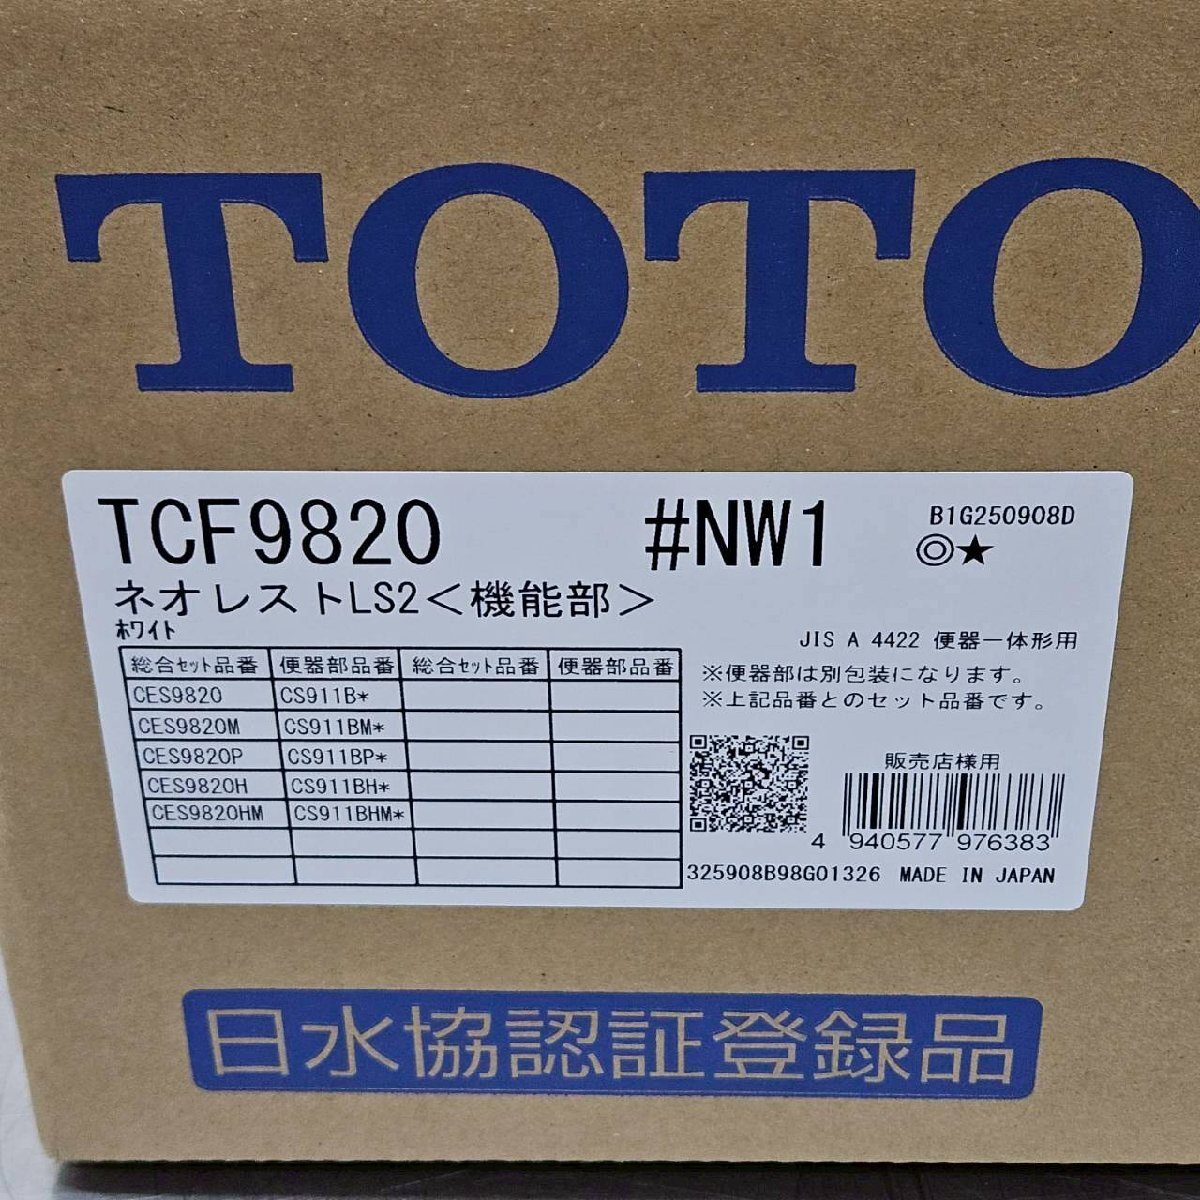 TOTO
TCF9820 #NW1 B1G250908D
◎★
ネオレストLS2<機能部>
ホワイト
JIS A 4422 便器一体形用
総合セット品番 便器部品番 総合セット品番 便器部品番
※便器部は別包装になります。
CES9820 CS911B*
※上記品番とのセット品番です。
CES9820M CS911BM*
CES9820P CS911BP*
販売店様用
CES9820H CS911BH*
CES9820HM CS911BHM*
4 940577 976383
325908B98G01326 MADE IN JAPAN
日水協認証登録品